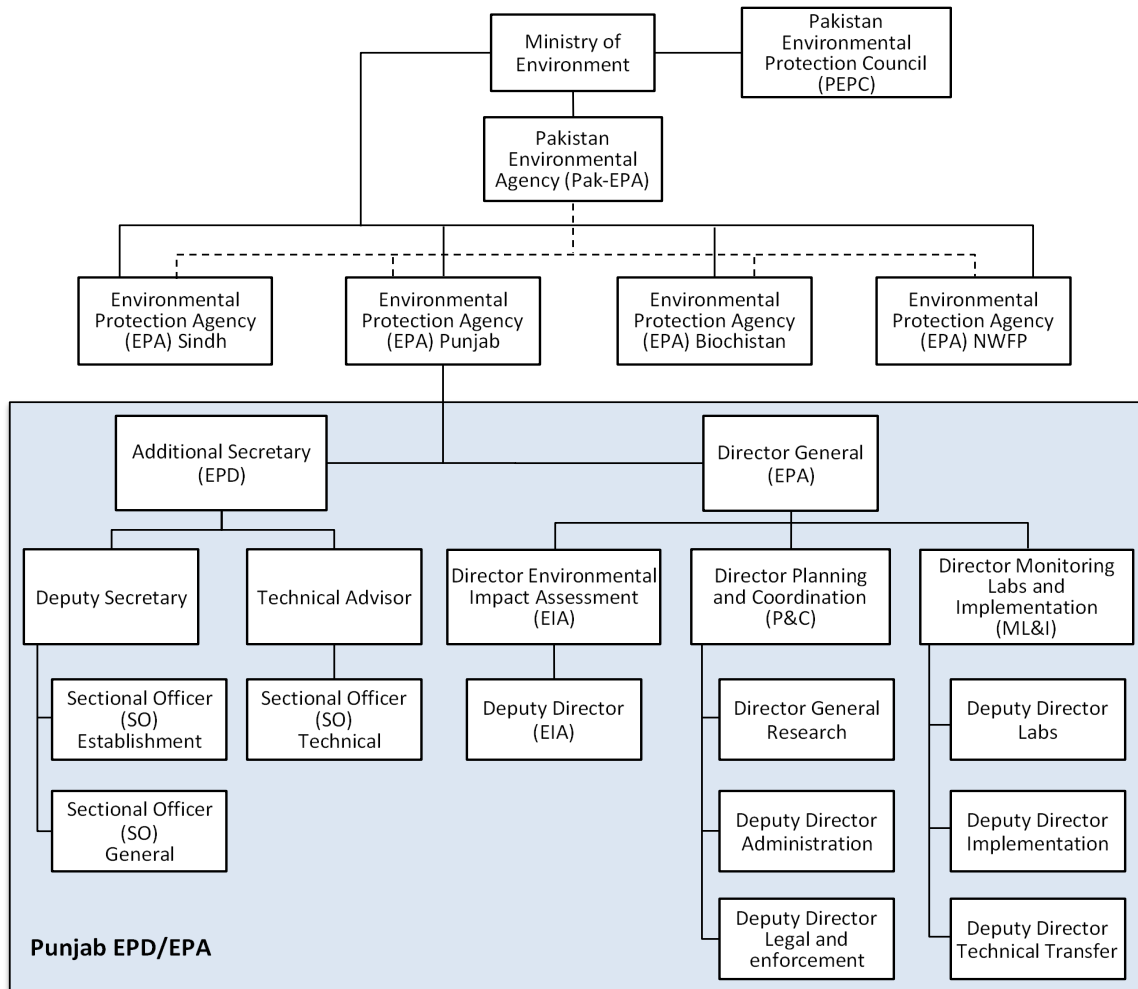 Ministry of
Environment
Pakistan
Environmental
Protection Council
(PEPC)
Pakistan
Environmental
Agency (Pak-EPA)
Environmental
Protection Agency
(EPA) Sindh
Environmental
Protection Agency
(EPA) Punjab
Environmental
Protection Agency
(EPA) Biochistan
Environmental
Protection Agency
(EPA) NWFP
Additional Secretary
(EPD)
Director General
(EPA)
Deputy Secretary
Technical Advisor
Director Environmental
Impact Assessment
(EIA)
Director Planning
and Coordination
(P&C)
Director Monitoring
Labs and
Implementation
(ML&I)
Sectional Officer
(SO)
Establishment
Sectional Officer
(SO)
Technical
Deputy Director
(EIA)
Director General
Research
Deputy Director
Labs
Sectional Officer
(SO)
General
Deputy Director
Administration
Deputy Director
Implementation
Deputy Director
Legal and
enforcement
Deputy Director
Technical Transfer
Punjab EPD/EPA